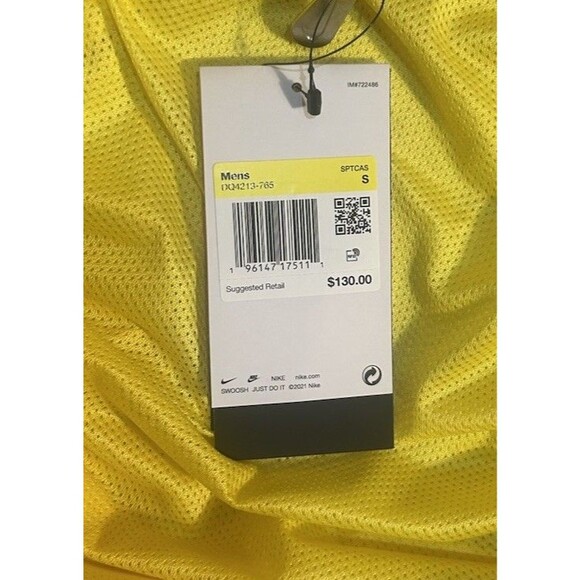 IM#722486
Mens SPTCAS
DQ4213-765 S
1 96147 17511 1
Suggested Retail $130.00
NIKE nike.com
SWOOSH JUST DO IT ©2021 Nike